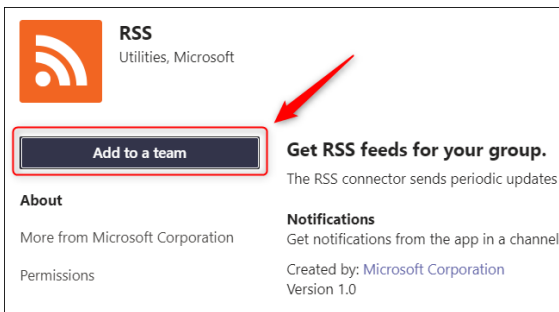 RSS
Utilities, Microsoft
Add to a team
About
More from Microsoft Corporation
Permissions
Get RSS feeds for your group.
The RSS connector sends periodic updates
Notifications
Get notifications from the app in a channel
Created by: Microsoft Corporation
Version 1.0